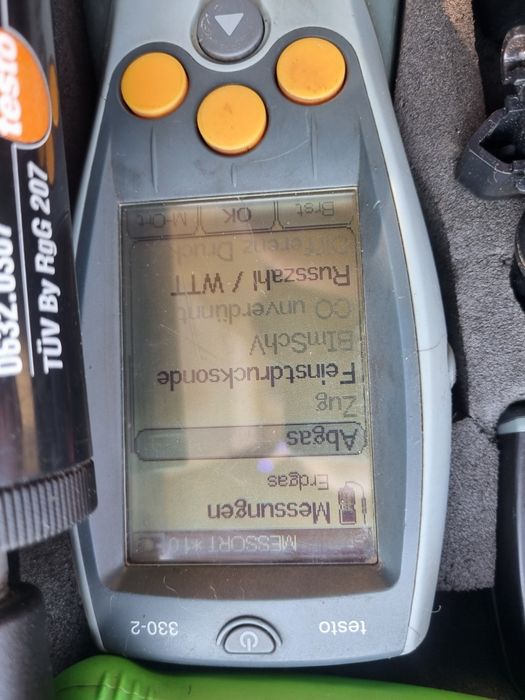 testo
330-2
MESSORT *10
Messungen
Erdgas
Abgas
Zug
Feinstdrucksonde
BImSchV
CO unverdünnt
Russzahl / WTT
Differenz Druck
Brst
OK
M-Ort
testo
0632.0307
TÜV By RgG 207